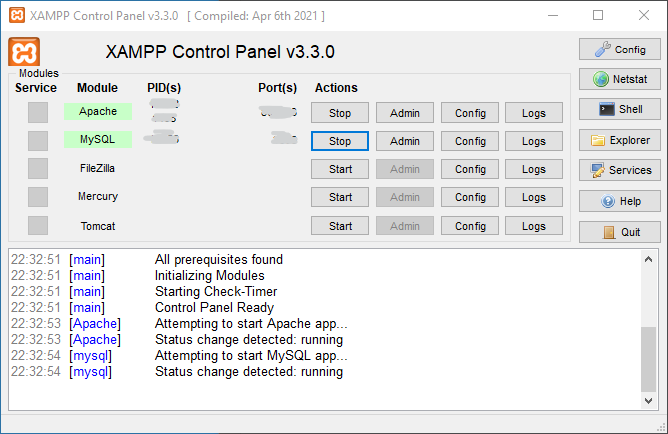 XAMPP Control Panel v3.3.0 [ Compiled: Apr 6th 2021 ]
XAMPP Control Panel v3.3.0
Config
Modules
Service Module PID(s) Port(s) Actions
Netstat
Apache Stop Admin Config Logs
Shell
MySQL Stop Admin Config Logs
Explorer
FileZilla Start Admin Config Logs
Services
Mercury Start Admin Config Logs
Help
Tomcat Start Admin Config Logs
Quit
22:32:51 [main] All prerequisites found
22:32:51 [main] Initializing Modules
22:32:51 [main] Starting Check-Timer
22:32:51 [main] Control Panel Ready
22:32:53 [Apache] Attempting to start Apache app...
22:32:53 [Apache] Status change detected: running
22:32:54 [mysql] Attempting to start MySQL app...
22:32:54 [mysql] Status change detected: running